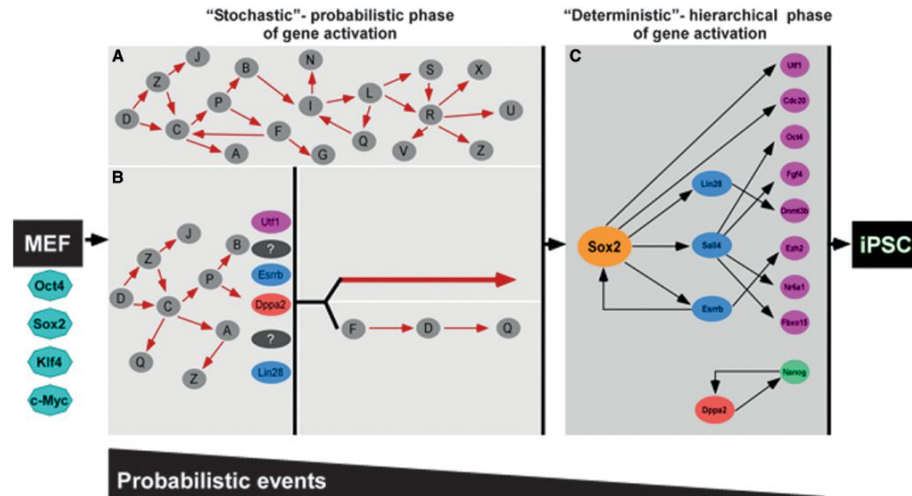 “Stochastic”- probabilistic phase
of gene activation
“Deterministic”- hierarchical phase
of gene activation
A
J
Z
D
C
P
B
A
F
G
N
I
L
Q
S
R
V
X
U
Z
B
J
Z
D
C
P
B
A
Q
Z
Utf1
?
Esrrb
Dppa2
?
Lin28
F
D
Q
C
Sox2
Lin28
Sall4
Esrrb
Dppa2
Utf1
Cdc20
Oct4
Fgf4
Dnmt3b
Ezh2
Nr6a1
Fbxo15
Nanog
MEF
Oct4
Sox2
Klf4
c-Myc
iPSC
Probabilistic events